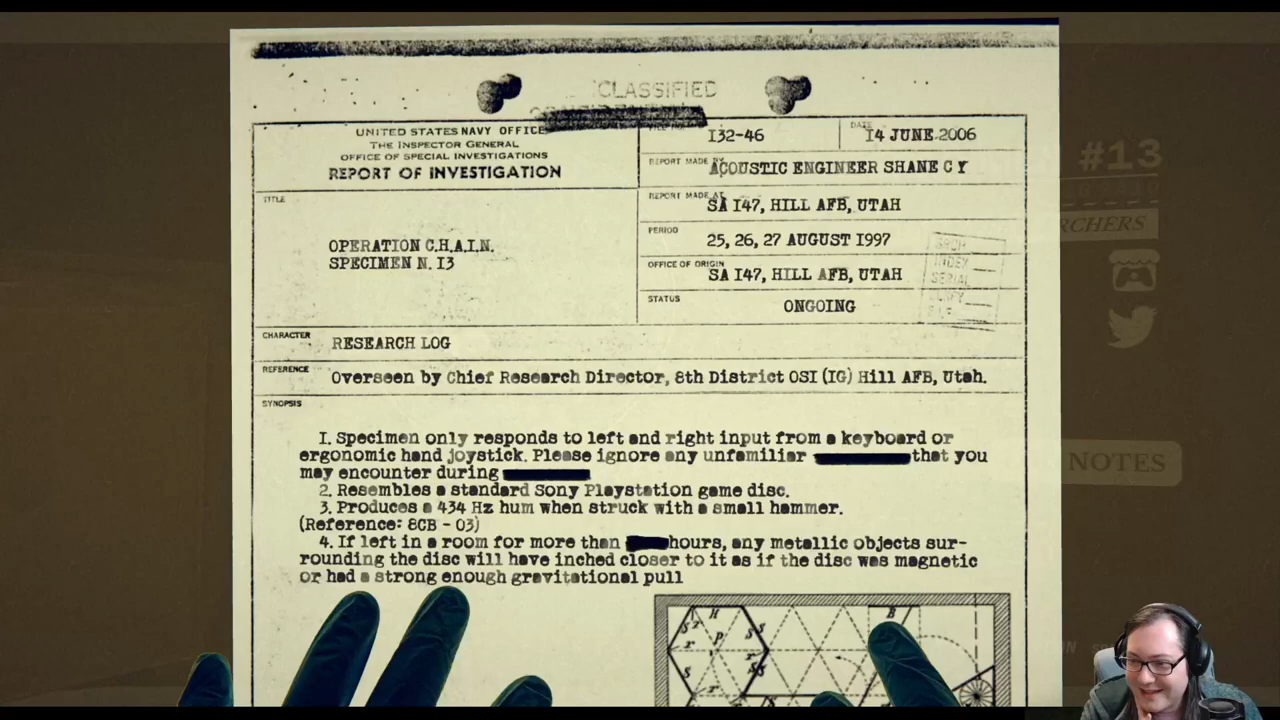 CLASSIFIED
UNITED STATES NAVY OFFICE
THE INSPECTOR GENERAL
OFFICE OF SPECIAL INVESTIGATIONS
REPORT OF INVESTIGATION
132-46
DATE
14 JUNE 2006
REPORT MADE BY
ACOUSTIC ENGINEER SHANE C Y
TITLE
OPERATION C.H.A.I.N.
SPECIMEN N. 13
REPORT MADE AT
SA 147, HILL AFB, UTAH
PERIOD
25, 26, 27 AUGUST 1997
OFFICE OF ORIGIN
SA 147, HILL AFB, UTAH
STATUS
ONGOING
INDEX
SERIAL
CHARACTER
RESEARCH LOG
REFERENCE
Overseen by Chief Research Director, 8th District OSI (IG) Hill AFB, Utah.
SYNOPSIS
1. Specimen only responds to left and right input from a keyboard or
ergonomic hand joystick. Please ignore any unfamiliar that you
may encounter during
2. Resembles a standard Sony Playstation game disc.
3. Produces a 434 Hz hum when struck with a small hammer.
(Reference: 8CB - 03)
4. If left in a room for more than hours, any metallic objects sur-
rounding the disc will have inched closer to it as if the disc was magnetic
or had a strong enough gravitational pull
H
B
S
r
P
S
S
r
S
S
r
#13
RCHERS
NOTES